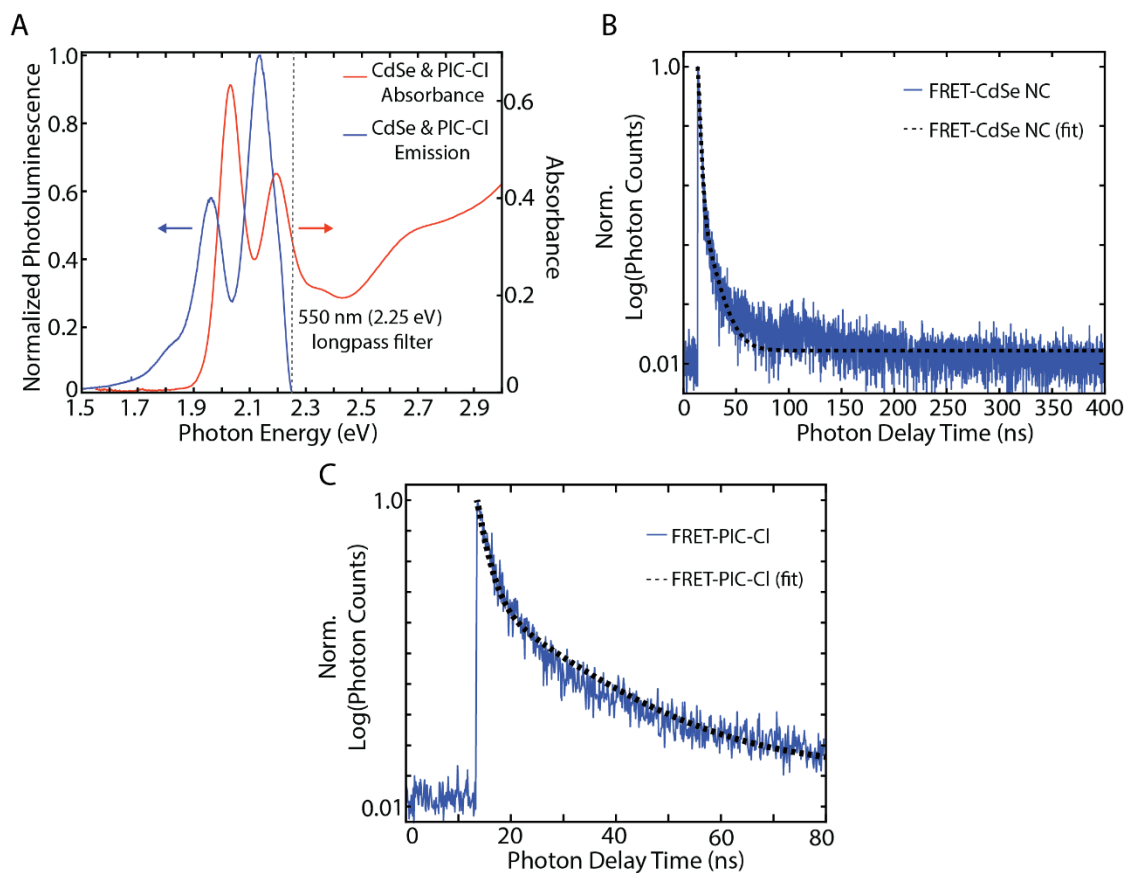 A
Normalized Photoluminescence
1.0
0.8
0.6
0.4
0.2
0
1.5
1.7
1.9
2.1
2.3
2.5
2.7
2.9
Photon Energy (eV)
CdSe & PIC-Cl
Absorbance
CdSe & PIC-Cl
Emission
550 nm (2.25 eV)
longpass filter
0.6
0.4
0.2
0
Absorbance
B
Norm.
Log(Photon Counts)
1.0
0.01
FRET-CdSe NC
FRET-CdSe NC (fit)
0
50
100
150
200
250
300
350
400
Photon Delay Time (ns)
C
Norm.
Log(Photon Counts)
1.0
0.01
FRET-PIC-Cl
FRET-PIC-Cl (fit)
20
40
60
80
Photon Delay Time (ns)